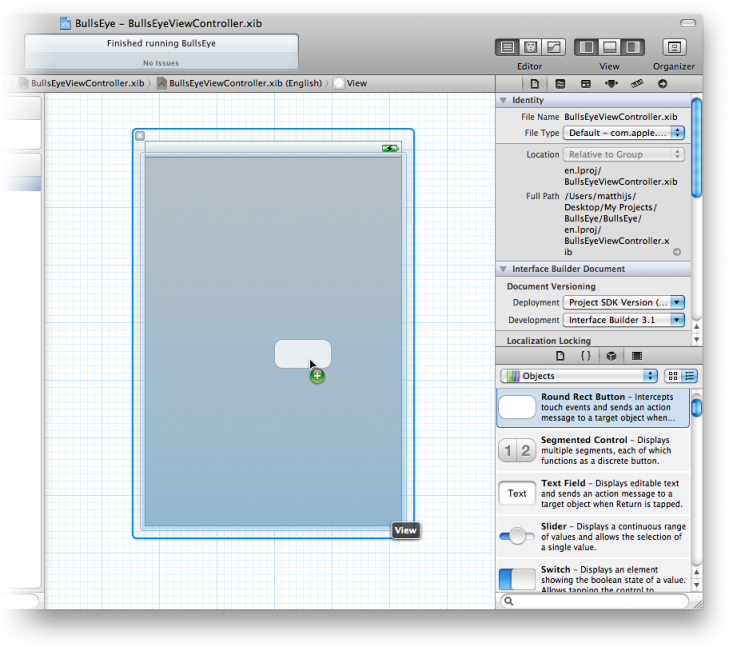 BullsEye – BullsEyeViewController.xib
Finished running BullsEye
No Issues
Editor
View
Organizer
BullsEyeViewController.xib
BullsEyeViewController.xib (English)
View
Identity
File Name BullsEyeViewController.xib
File Type Default – com.apple....
Location Relative to Group
en.lproj/
BullsEyeViewController.xib
Full Path /Users/matthijs/
Desktop/My Projects/
BullsEye/BullsEye/
en.lproj/
BullsEyeViewController.x
ib
Interface Builder Document
Document Versioning
Deployment Project SDK Version (...
Development Interface Builder 3.1
Localization Locking
{}
Objects
Round Rect Button – Intercepts
touch events and sends an action
message to a target object when...
1 2
Segmented Control – Displays
multiple segments, each of which
functions as a discrete button.
Text
Text Field – Displays editable text
and sends an action message to a
target object when Return is tapped.
Slider – Displays a continuous range
of values and allows the selection of
a single value.
Switch – Displays an element
showing the boolean state of a value.
Allows tapping the control to
View